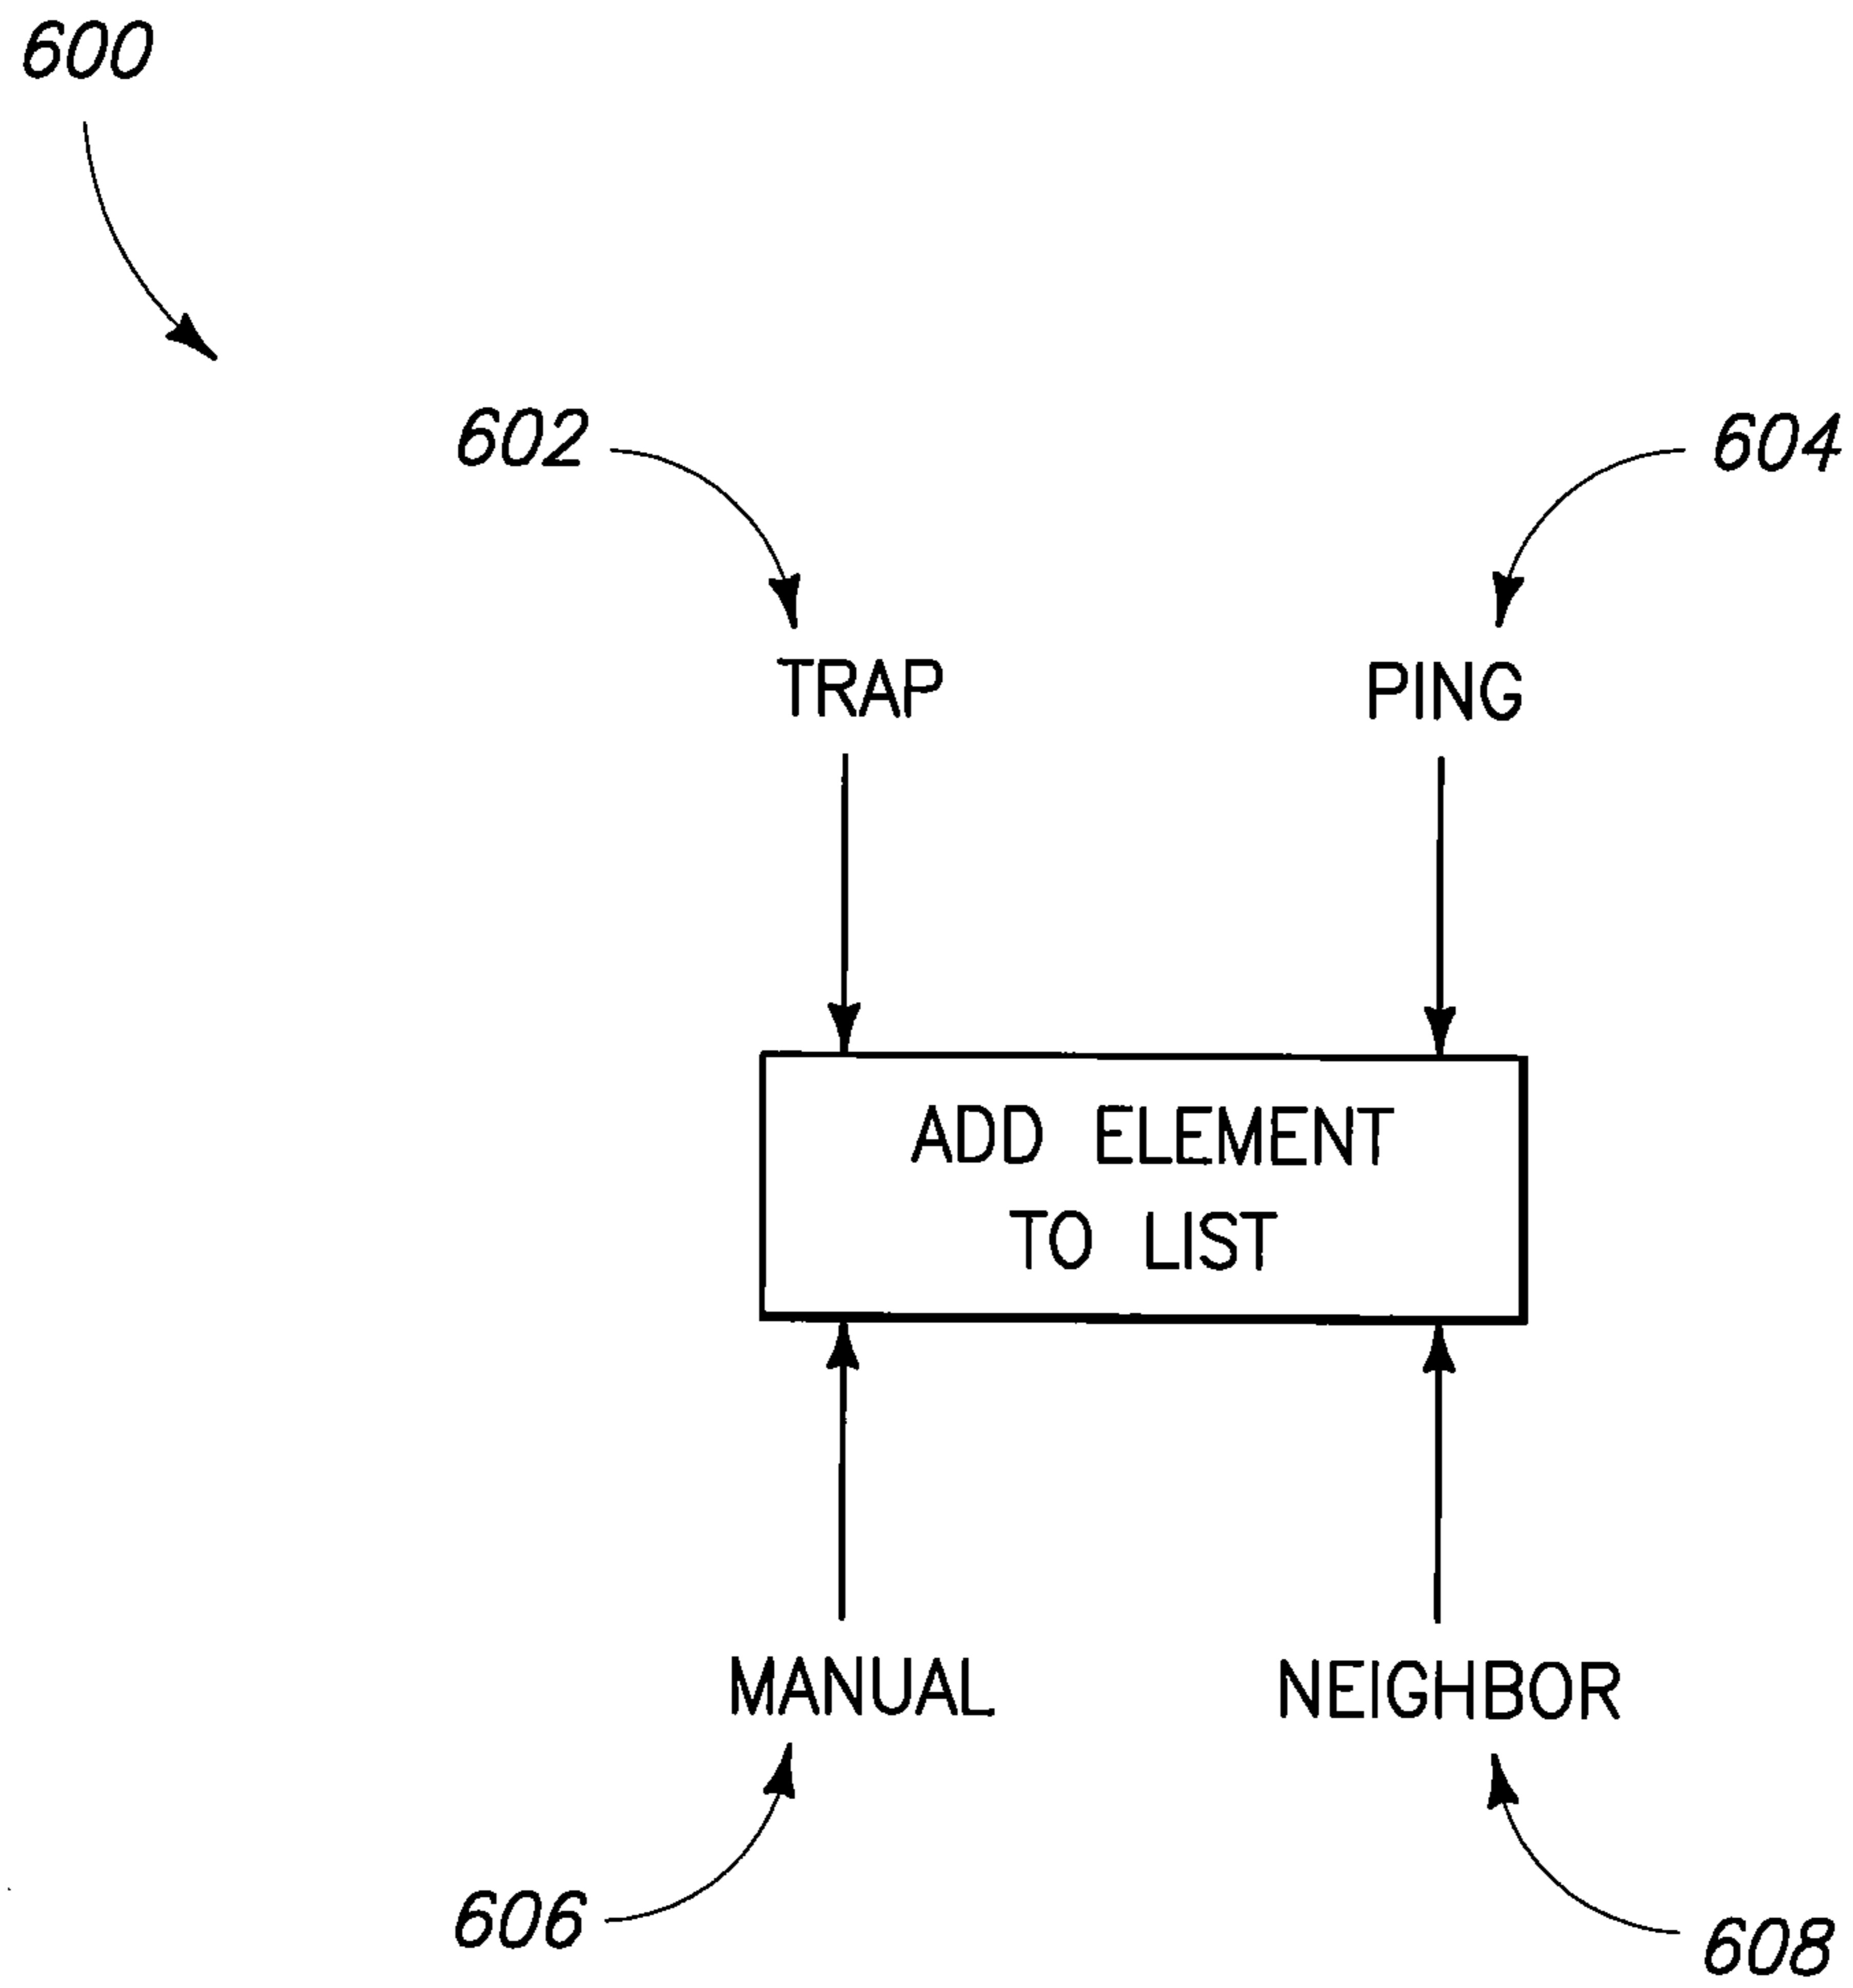 600
602
604
TRAP
PING
ADD ELEMENT
TO LIST
MANUAL
NEIGHBOR
606
608